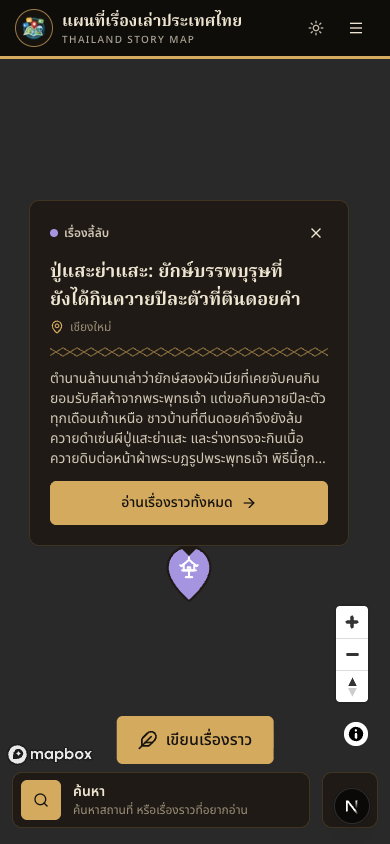 แผนที่เรื่องเล่าประเทศไทย
THAILAND STORY MAP
เรื่องลี้ลับ
ปู่แสะย่าแสะ: ยักษ์บรรพบุรุษที่
ยังได้กินควายปีละตัวที่ตีนดอยคำ
เชียงใหม่
ตำนานล้านนาเล่าว่ายักษ์สองผัวเมียที่เคยจับคนกิน
ยอมรับศีลห้าจากพระพุทธเจ้า แต่ขอกินควายปีละตัว
ทุกเดือนเก้าเหนือ ชาวบ้านที่ตีนดอยคำจึงยังล้ม
ควายดำเซ่นผีปู่แสะย่าแสะ และร่างทรงจะกินเนื้อ
ควายดิบต่อหน้าผ้าพระบฏรูปพระพุทธเจ้า พิธีนี้ถูก...
อ่านเรื่องราวทั้งหมด
เขียนเรื่องราว
mapbox
ค้นหา
ค้นหาสถานที่ หรือเรื่องราวที่อยากอ่าน
N